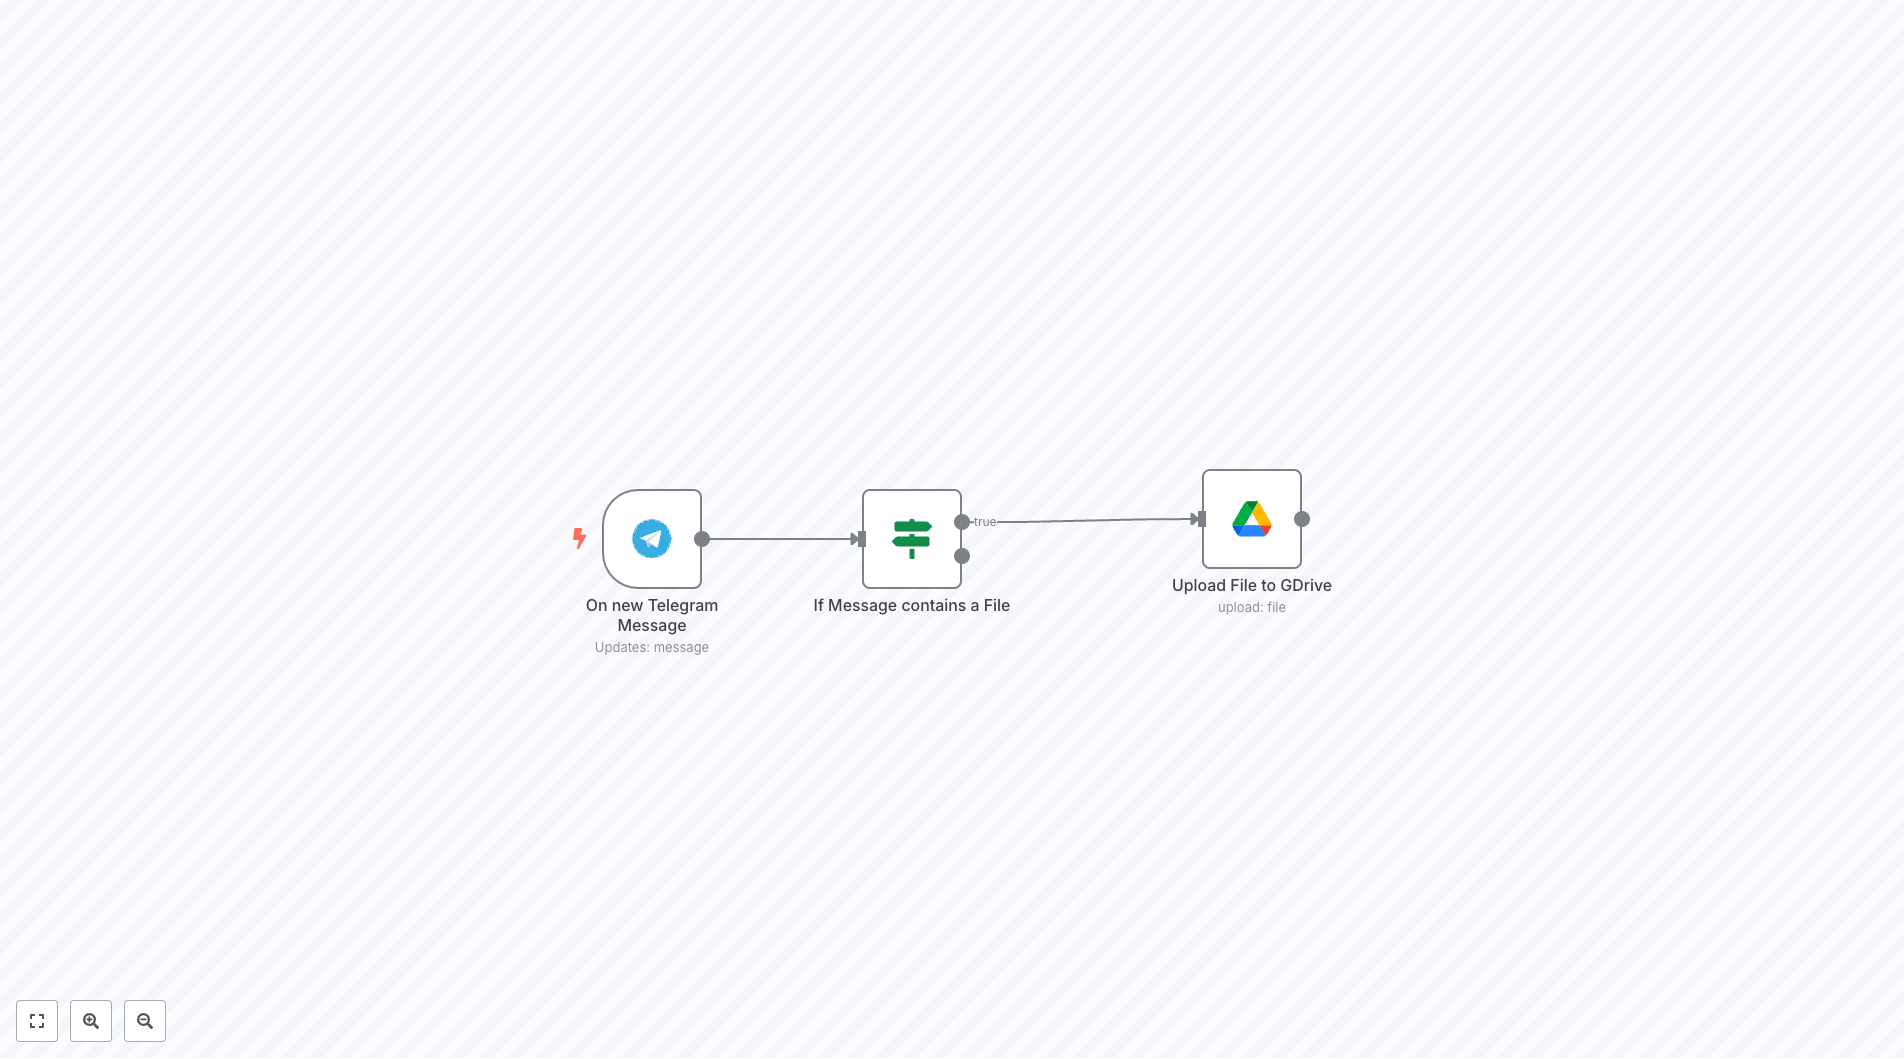 true
On new Telegram
Message
Updates: message
If Message contains a File
Upload File to GDrive
upload: file